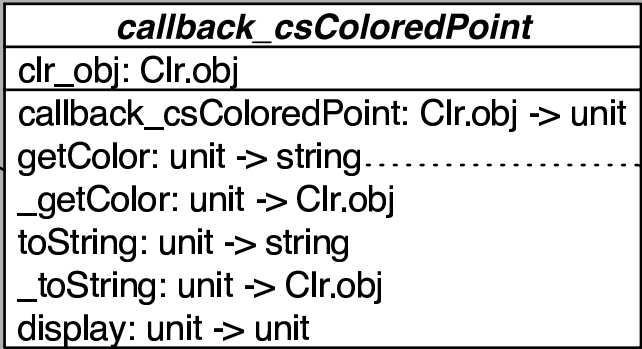 callback_csColoredPoint
clr_obj: Clr.obj
callback_csColoredPoint: Clr.obj -> unit
getColor: unit -> string
_getColor: unit -> Clr.obj
toString: unit -> string
_toString: unit -> Clr.obj
display: unit -> unit